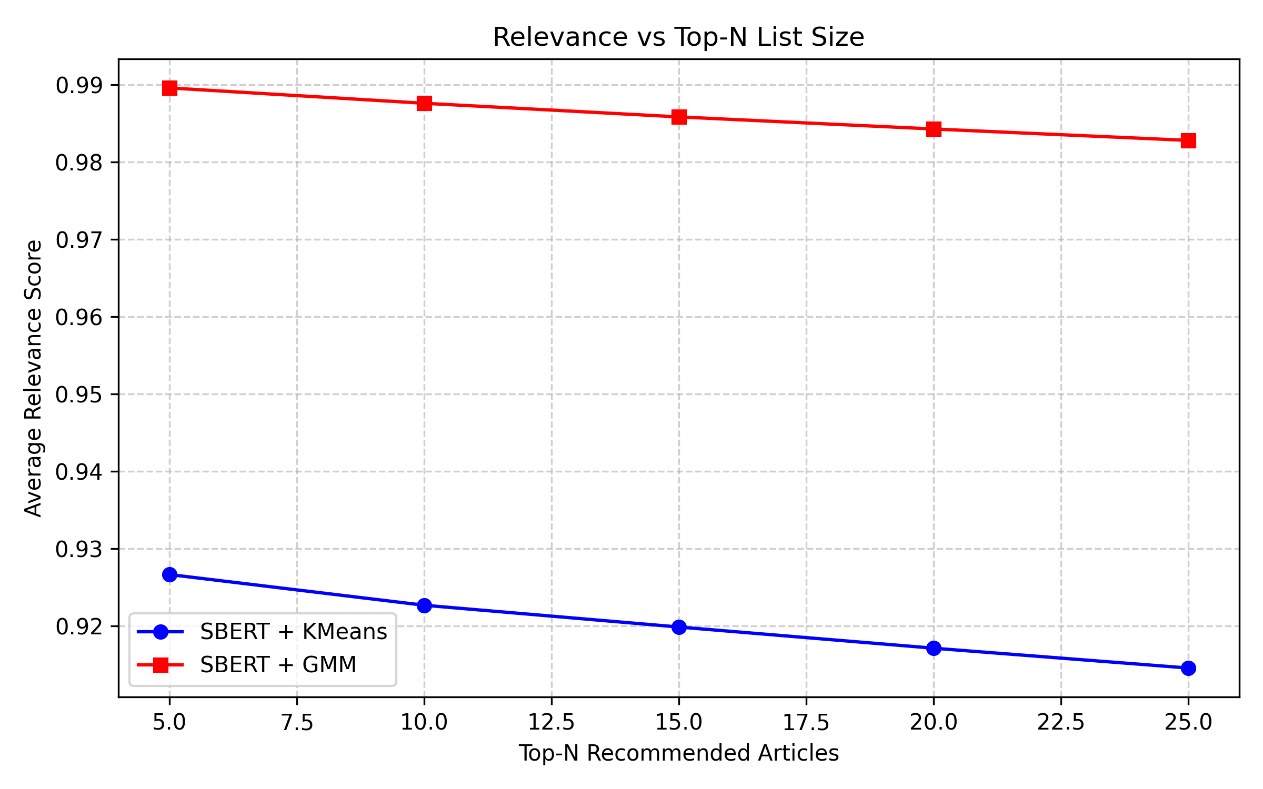 Relevance vs Top-N List Size
Average Relevance Score
0.99
0.98
0.97
0.96
0.95
0.94
0.93
0.92
SBERT + KMeans
SBERT + GMM
5.0 7.5 10.0 12.5 15.0 17.5 20.0 22.5 25.0
Top-N Recommended Articles